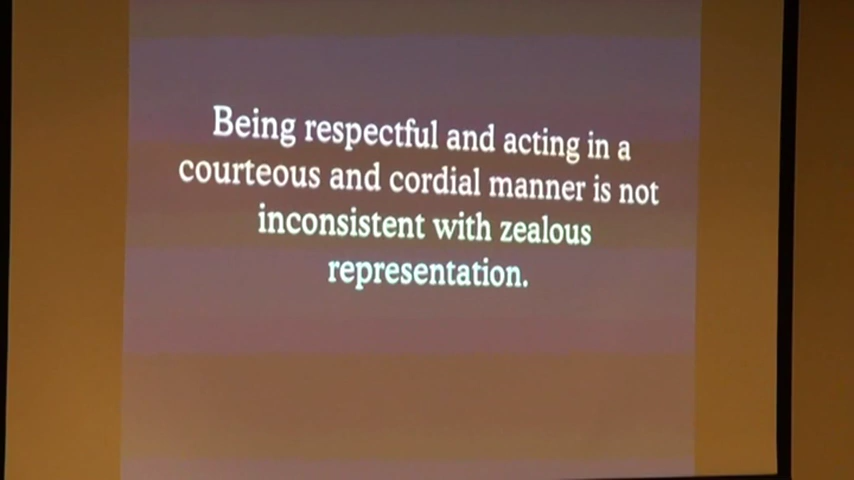 Being respectful and acting in a
courteous and cordial manner is not
inconsistent with zealous
representation.